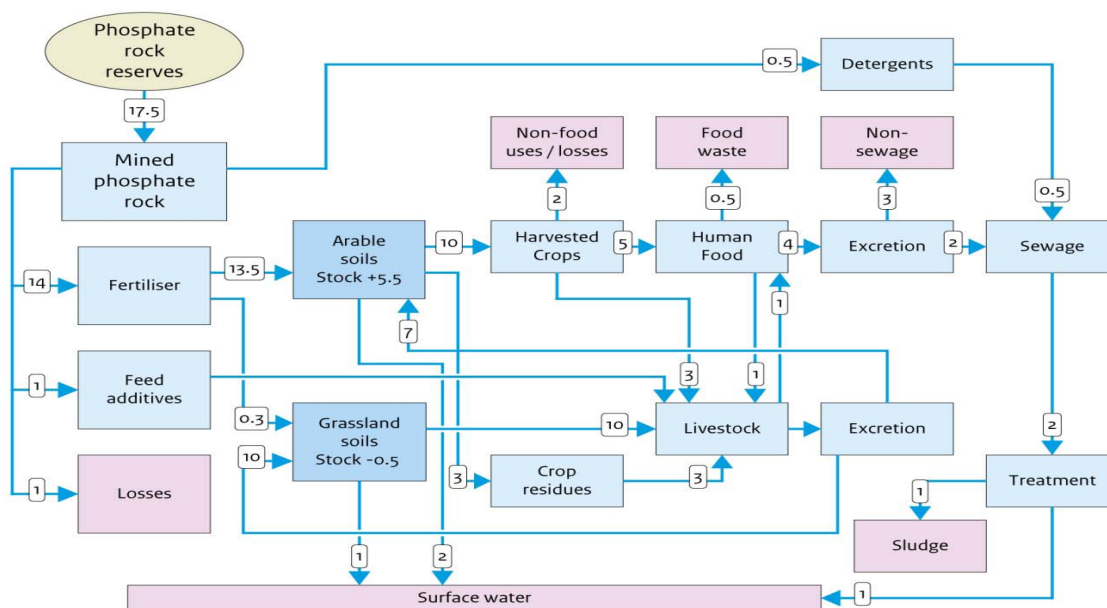 Phosphate
rock
reserves
17.5
0.5
Detergents
Mined
phosphate
rock
Non-food
uses / losses
Food
waste
Non-
sewage
2
0.5
3
0.5
14
Fertiliser
13.5
Arable
soils
Stock +5.5
10
Harvested
Crops
5
Human
Food
4
Excretion
2
Sewage
7
1
1
Feed
additives
3
1
0.3
10
Grassland
soils
Stock -0.5
10
Livestock
Excretion
2
1
Losses
3
Crop
residues
3
1
Treatment
Sludge
1
2
1
Surface water